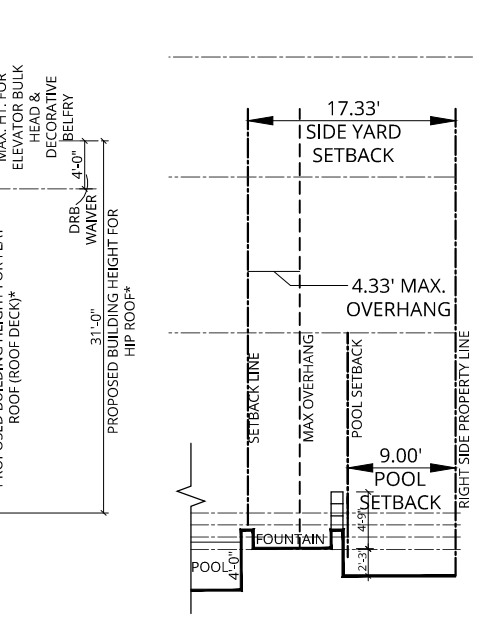 MAX. HT. FOR
ELEVATOR BULK
HEAD &
DECORATIVE
BELFRY
4'-0"
DRB
WAIVER
31'-0"
PROPOSED BUILDING HEIGHT FOR
HIP ROOF*
ROOF (ROOF DECK)*
17.33'
SIDE YARD
SETBACK
4.33' MAX.
OVERHANG
SETBACK LINE
MAX OVERHANG
POOL SETBACK
RIGHT SIDE PROPERTY LINE
9.00'
POOL
SETBACK
4'-9"
2'-3"
FOUNTAIN
POOL
4'-0"